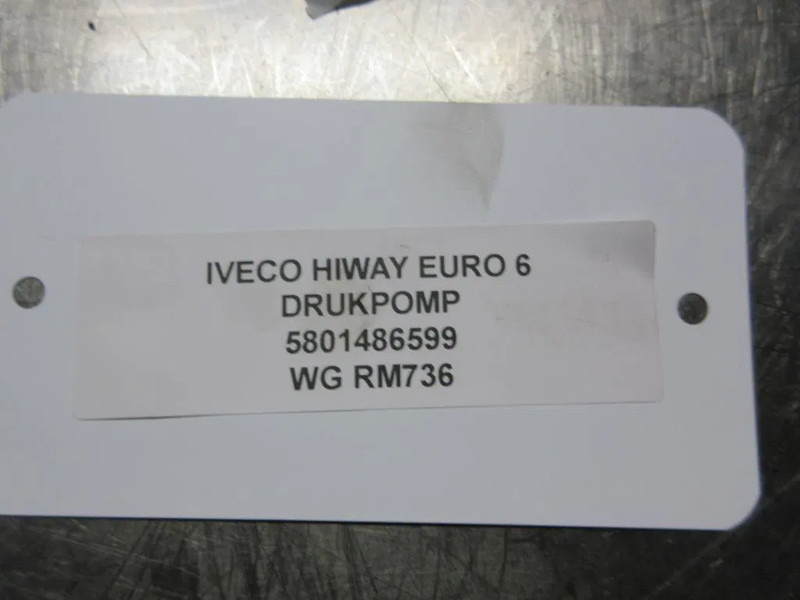 IVECO HIWAY EURO 6
DRUKPOMP
5801486599
WG RM736